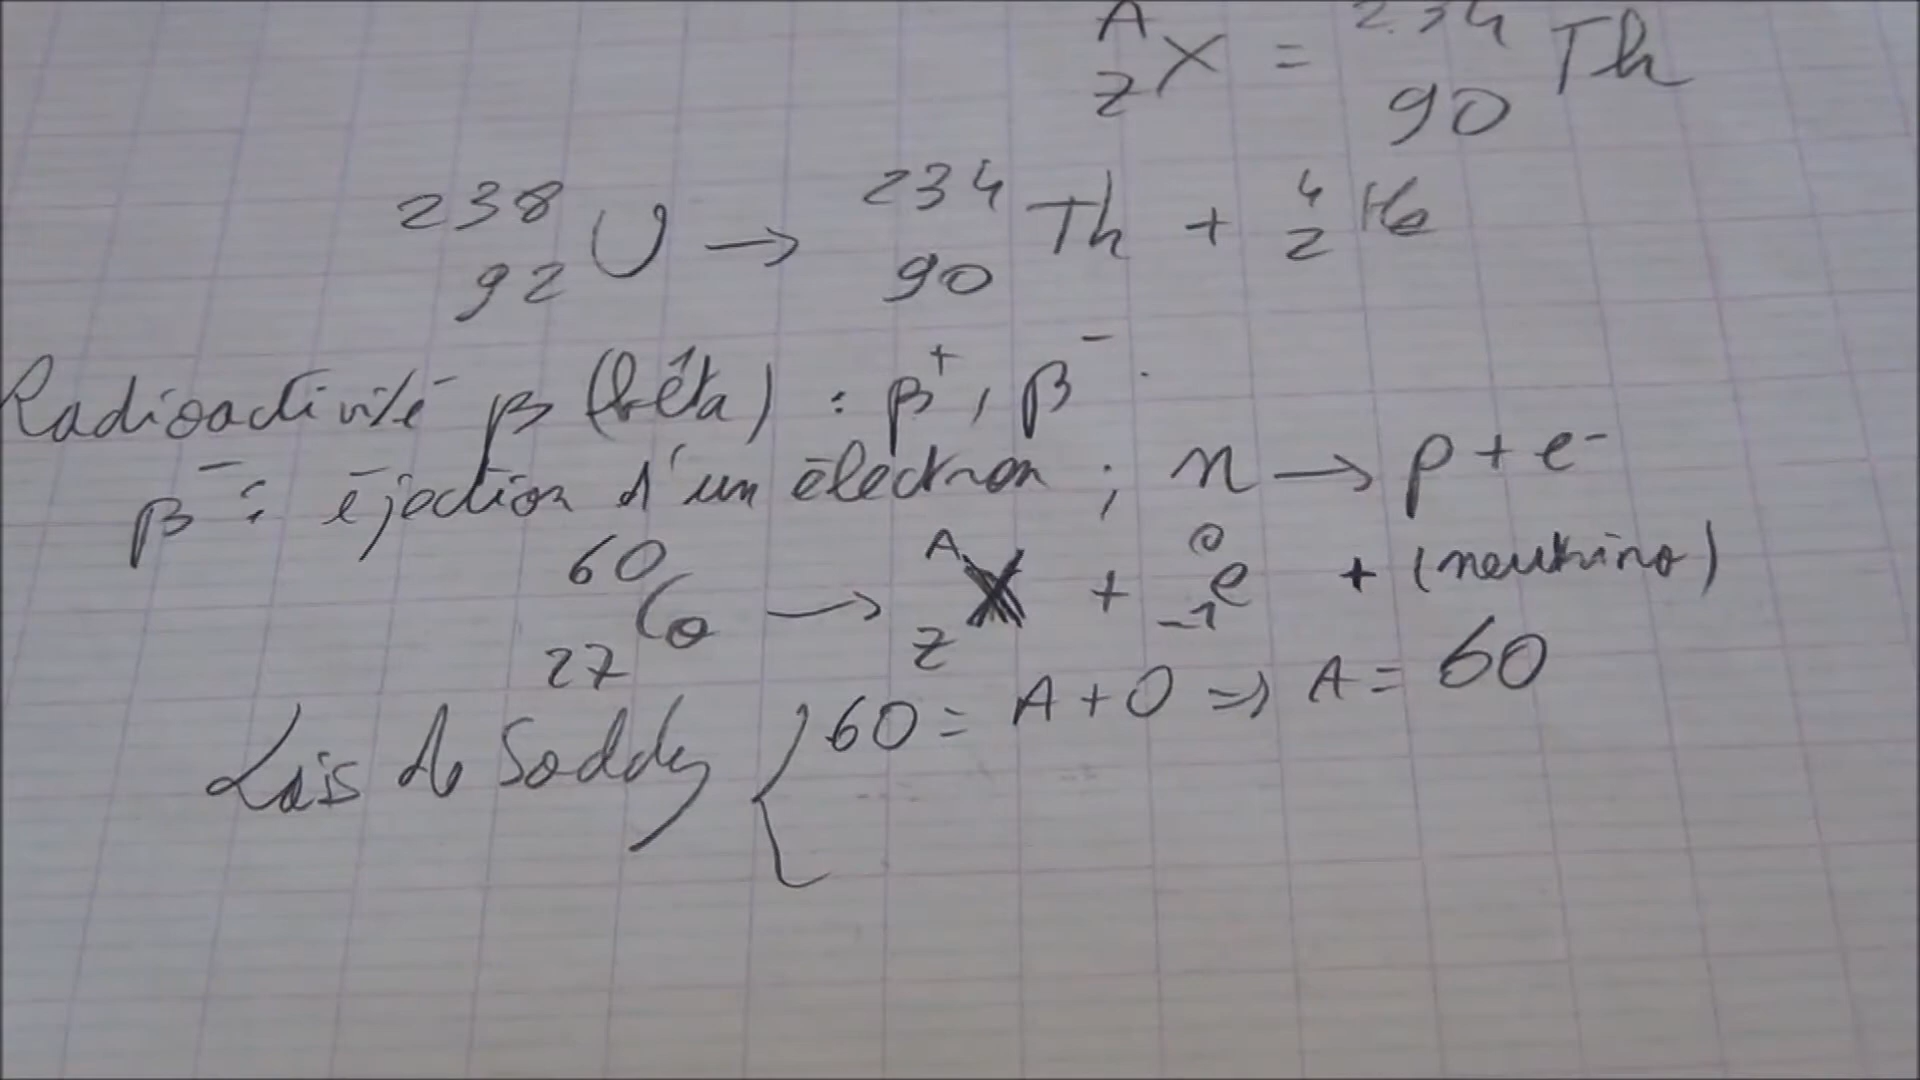 A/Z X = 234/90 Th
238/92 U → 234/90 Th + 4/2 He
Radioactivité β (bêta) : β⁺, β⁻.
β⁻ : éjection d'un électron ; n → p + e⁻
60/27 Co → A/Z X + 0/-1 e + (neutrino)
Lois de Soddy { 60 = A + 0 ⇒ A = 60